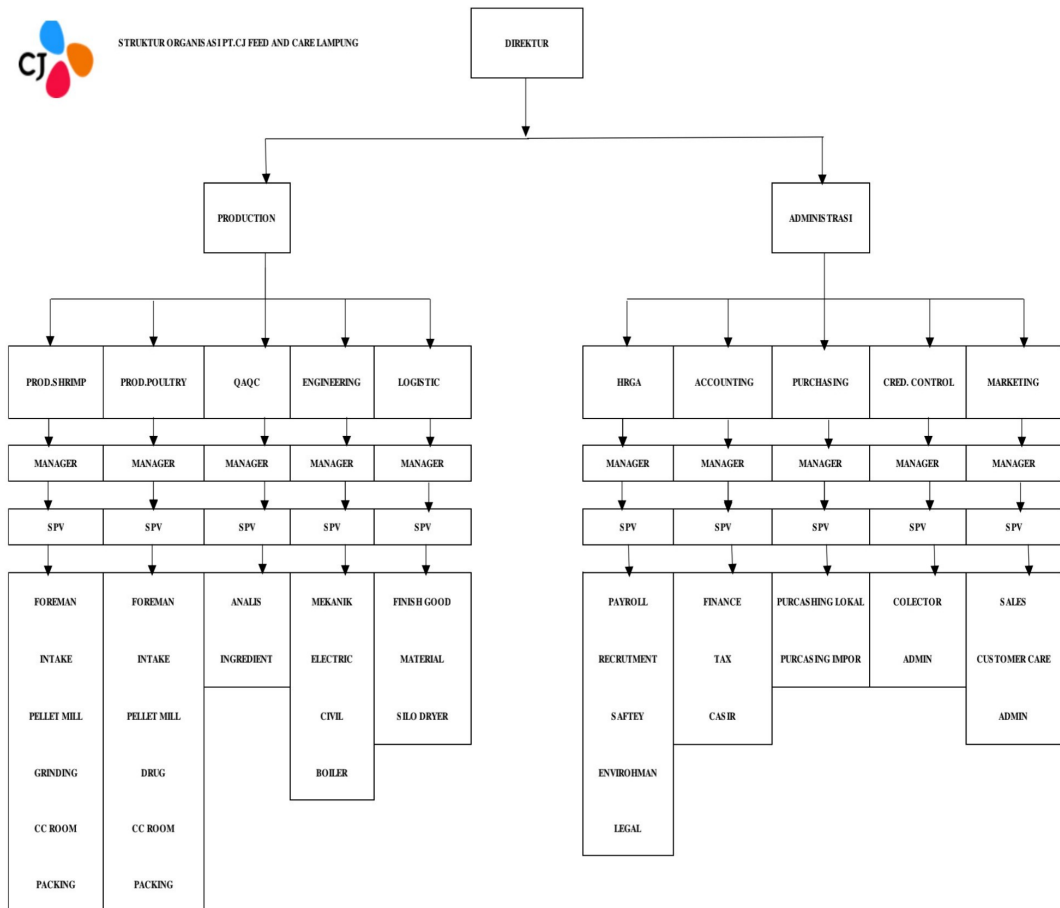 CJ
STRUKTUR ORGANISASI PT.CJ FEED AND CARE LAMPUNG
DIREKTUR
PRODUCTION
ADMINISTRASI
PROD.SHRIMP PROD.POULTRY QAQC ENGINEERING LOGISTIC HRGA ACCOUNTING PURCHASING CRED. CONTROL MARKETING
MANAGER MANAGER MANAGER MANAGER MANAGER MANAGER MANAGER MANAGER MANAGER MANAGER
SPV SPV SPV SPV SPV SPV SPV SPV SPV SPV
FOREMAN FOREMAN ANALIS MEKANIK FINISH GOOD PAYROLL FINANCE PURCASHING LOKAL COLECTOR SALES
INTAKE INTAKE INGREDIENT ELECTRIC MATERIAL RECRUTMENT TAX PURCASING IMPOR ADMIN CUSTOMER CARE
PELLET MILL PELLET MILL CIVIL SILO DRYER SAFTEY CASIR ADMIN
GRINDING DRUG BOILER ENVIROHMAN
CC ROOM CC ROOM LEGAL
PACKING PACKING